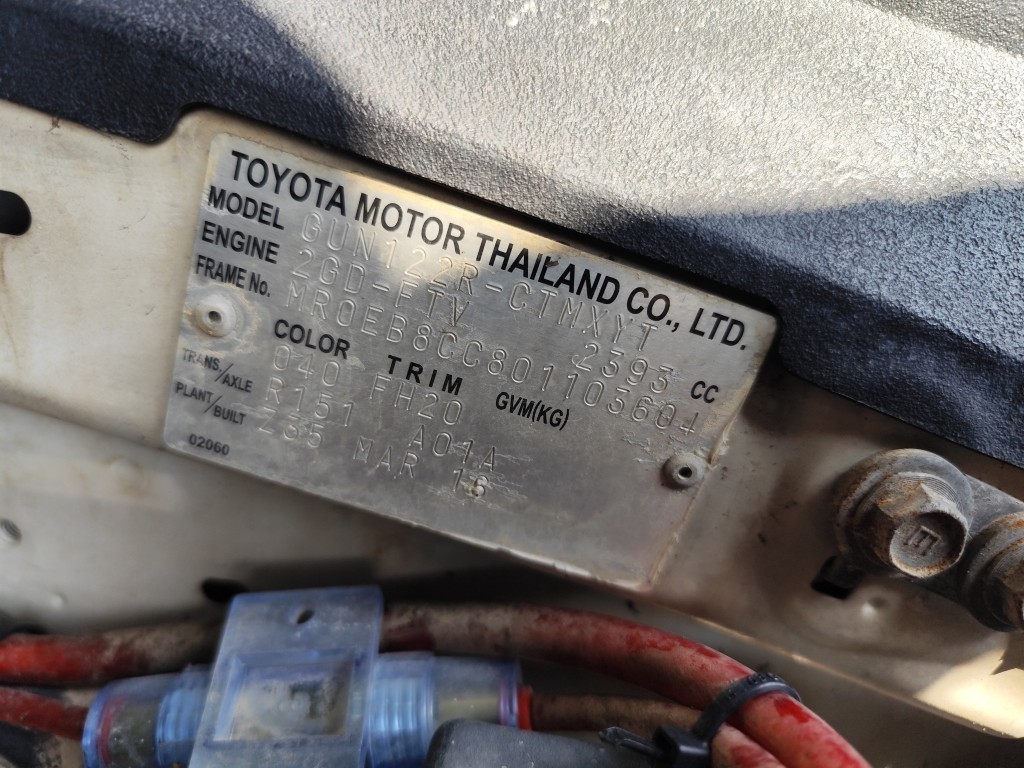 TOYOTA MOTOR THAILAND CO., LTD.
MODEL GUN122R-CTMXYT
ENGINE 2GD-FTV 2393 CC
FRAME No. MR0EB8CC801103604
COLOR TRIM GVM(KG)
040 FH20
TRANS/AXLE R151 A01A
PLANT/BUILT Z35 MAR 16
02060